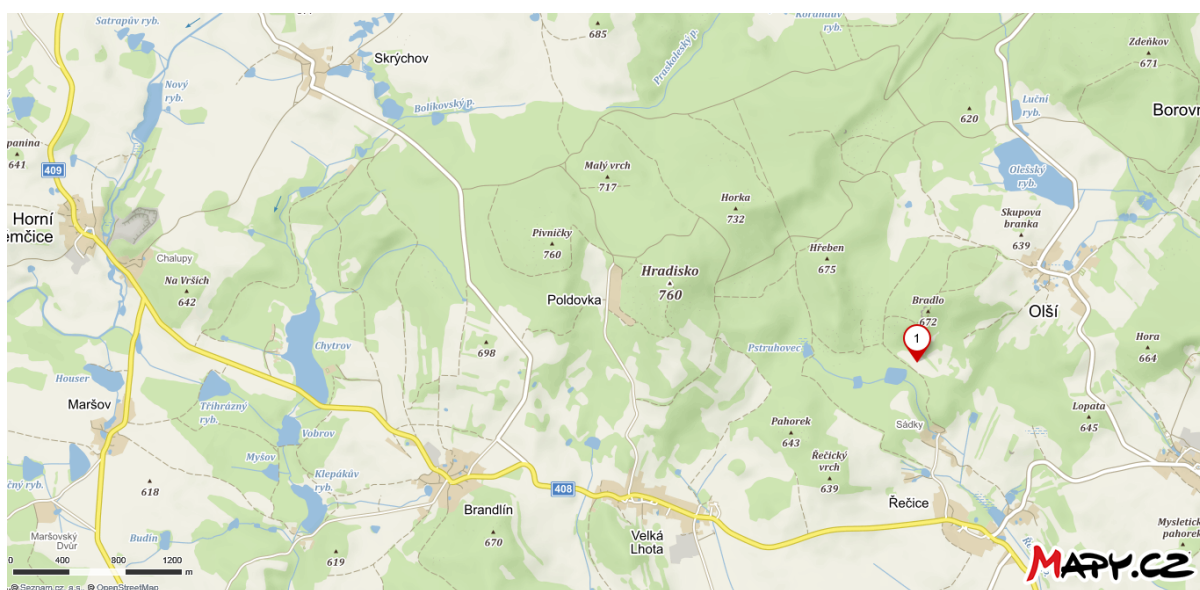 Satrapův ryb.
685
Korandův
ryb.
Zdeňkov
671
Skrýchov
Praskoleský p.
Nový
ryb.
Bolíkovský p.
Luční
ryb.
620
Borovn
panina
641
409
Malý vrch
717
Olešský
ryb.
Horka
732
Horní
ěmčice
Skupova
branka
639
Pivničky
760
Hřeben
675
Chalupy
Na Vrších
642
Hradisko
760
Poldovka
Bradlo
672
Olší
1
Chytrov
698
Pstruhovec
Hora
664
Houser
Maršov
Třihrázný
ryb.
Lopata
645
Vobrov
Pahorek
643
Sádky
Myšov
Klepákův
ryb.
Řečický
vrch
639
čný ryb.
618
408
Brandlín
Řečice
Maršovský
Dvůr
Budín
670
Velká
Lhota
Mysletick
pahorek
619
0 400 800 1200
m
© Seznam.cz, a.s., © OpenStreetMap
MAPY.CZ